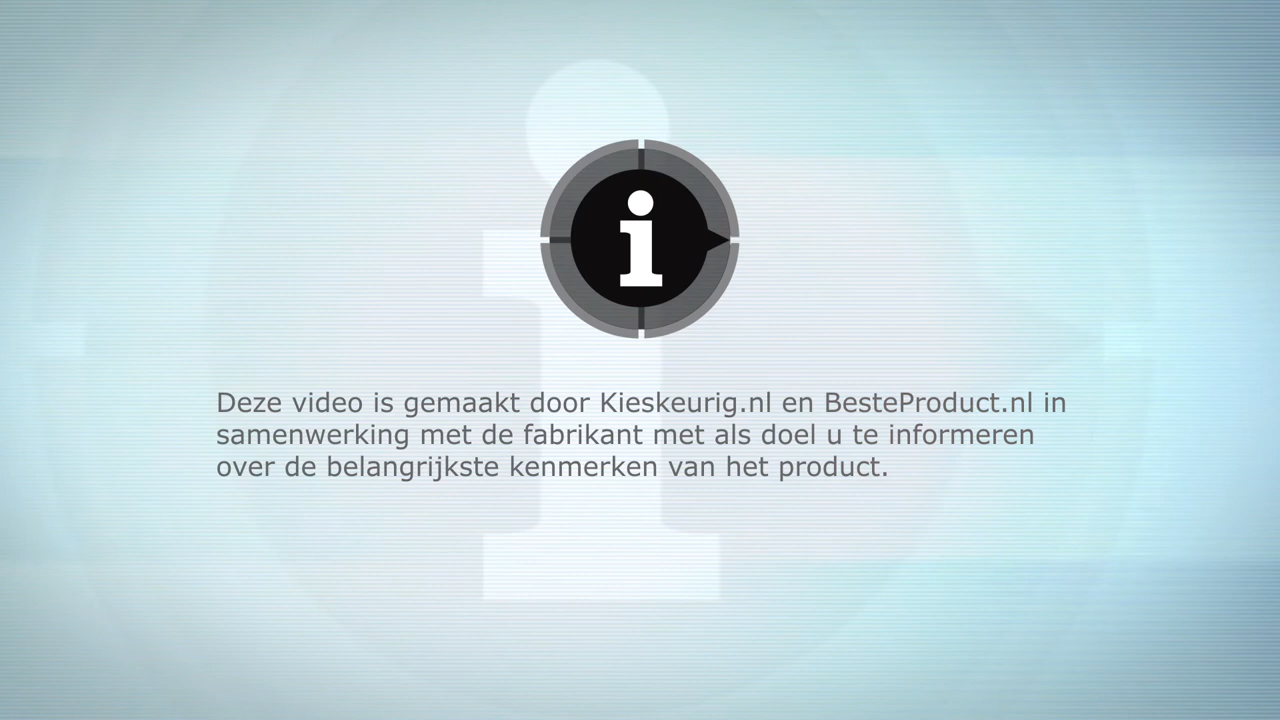 i
Deze video is gemaakt door Kieskeurig.nl en BesteProduct.nl in
samenwerking met de fabrikant met als doel u te informeren
over de belangrijkste kenmerken van het product.